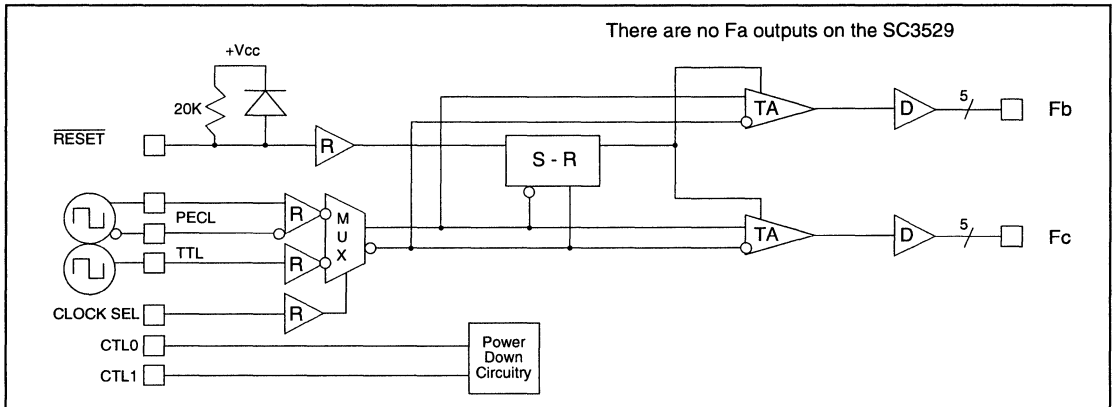 There are no Fa outputs on the SC3529
+Vcc
20K
RESET
R
S - R
TA
D
5
Fb
PECL
R
MUX
TTL
R
TA
D
5
Fc
CLOCK SEL
R
CTL0
CTL1
Power
Down
Circuitry